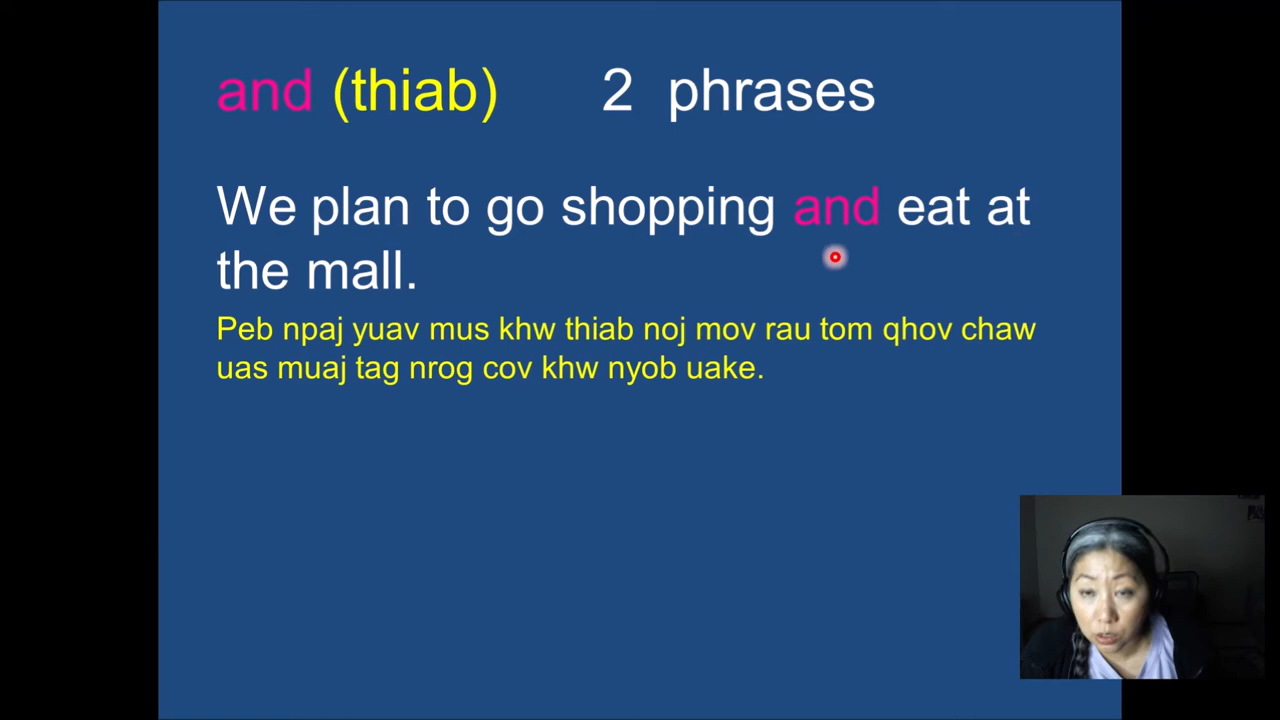 and (thiab) 2 phrases
We plan to go shopping and eat at
the mall.
Peb npaj yuav mus khw thiab noj mov rau tom qhov chaw
uas muaj tag nrog cov khw nyob uake.